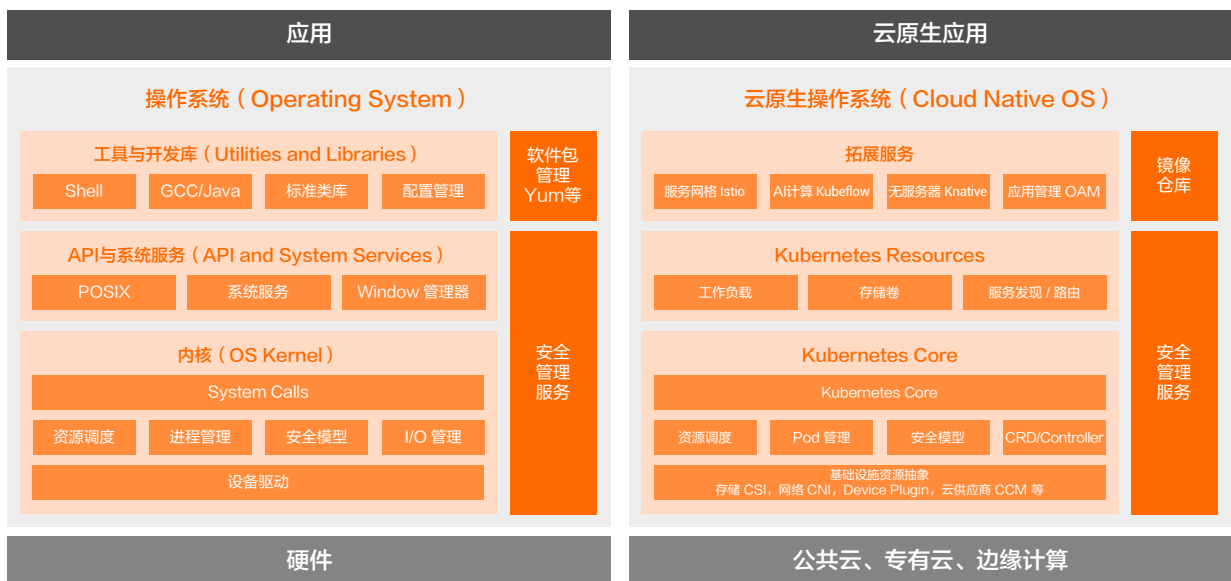 应用
操作系统（Operating System）
工具与开发库（Utilities and Libraries）
Shell
GCC/Java
标准类库
配置管理
软件包
管理
Yum等
API与系统服务（API and System Services）
POSIX
系统服务
Window 管理器
内核（OS Kernel）
System Calls
资源调度
进程管理
安全模型
I/O 管理
设备驱动
安全
管理
服务
硬件
云原生应用
云原生操作系统（Cloud Native OS）
拓展服务
服务网格 Istio
AI计算 Kubeflow
无服务器 Knative
应用管理 OAM
镜像
仓库
Kubernetes Resources
工作负载
存储卷
服务发现 / 路由
Kubernetes Core
Kubernetes Core
资源调度
Pod 管理
安全模型
CRD/Controller
基础设施资源抽象
存储 CSI，网络 CNI，Device Plugin，云供应商 CCM 等
安全
管理
服务
公共云、专有云、边缘计算